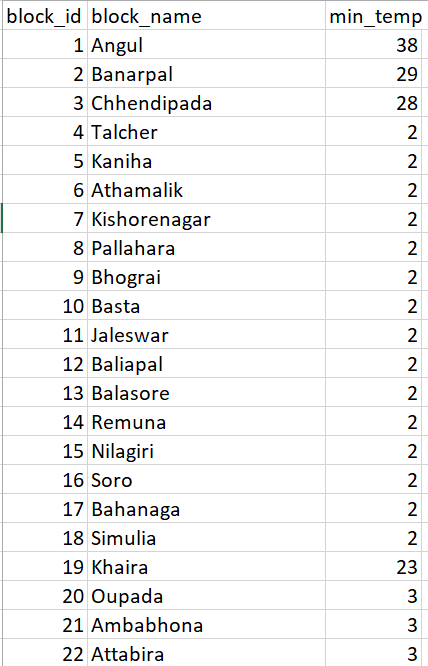 block_id block_name min_temp
1 Angul 38
2 Banarpal 29
3 Chhendipada 28
4 Talcher 2
5 Kaniha 2
6 Athamalik 2
7 Kishorenagar 2
8 Pallahara 2
9 Bhograi 2
10 Basta 2
11 Jaleswar 2
12 Baliapal 2
13 Balasore 2
14 Remuna 2
15 Nilagiri 2
16 Soro 2
17 Bahanaga 2
18 Simulia 2
19 Khaira 23
20 Oupada 3
21 Ambabhona 3
22 Attabira 3